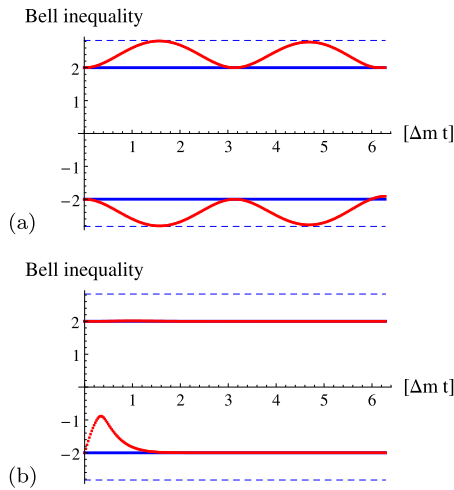 Bell inequality
2
1
1 2 3 4 5 6 [Δm t]
-1
-2
(a)
Bell inequality
2
1
1 2 3 4 5 6 [Δm t]
-1
-2
(b)